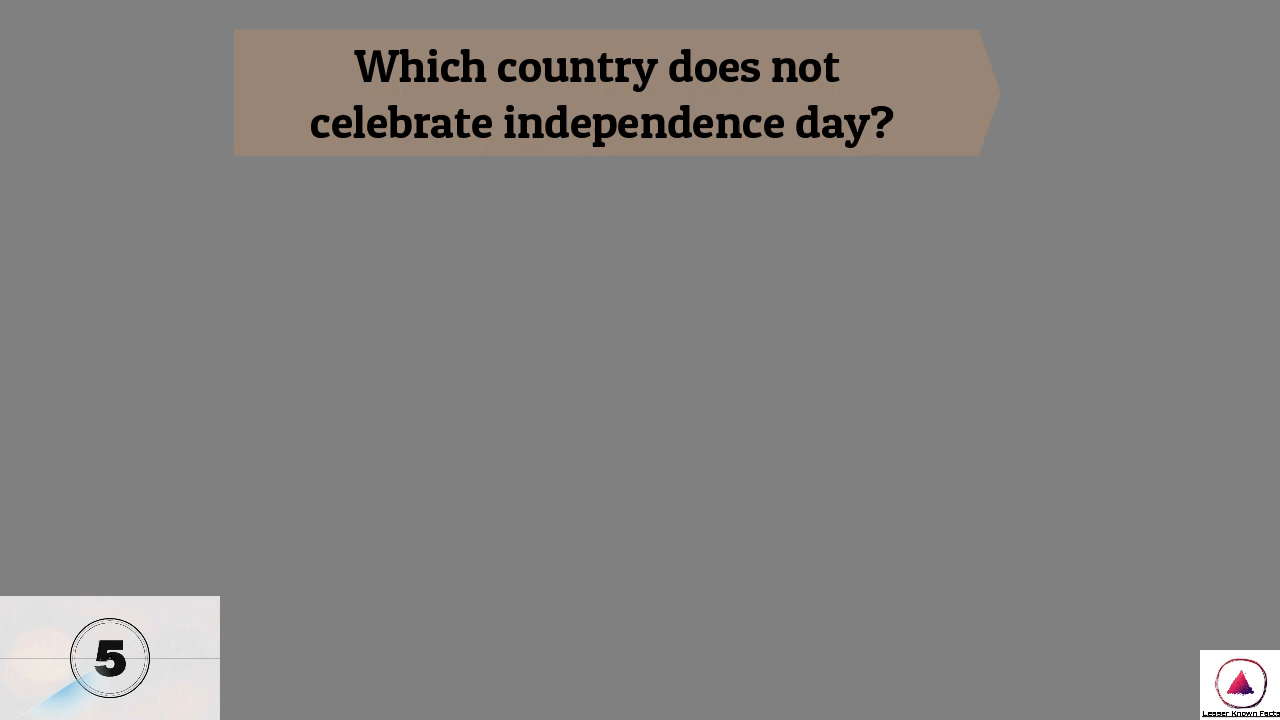 Which country does not
celebrate independence day?
5
Lesser Known Facts